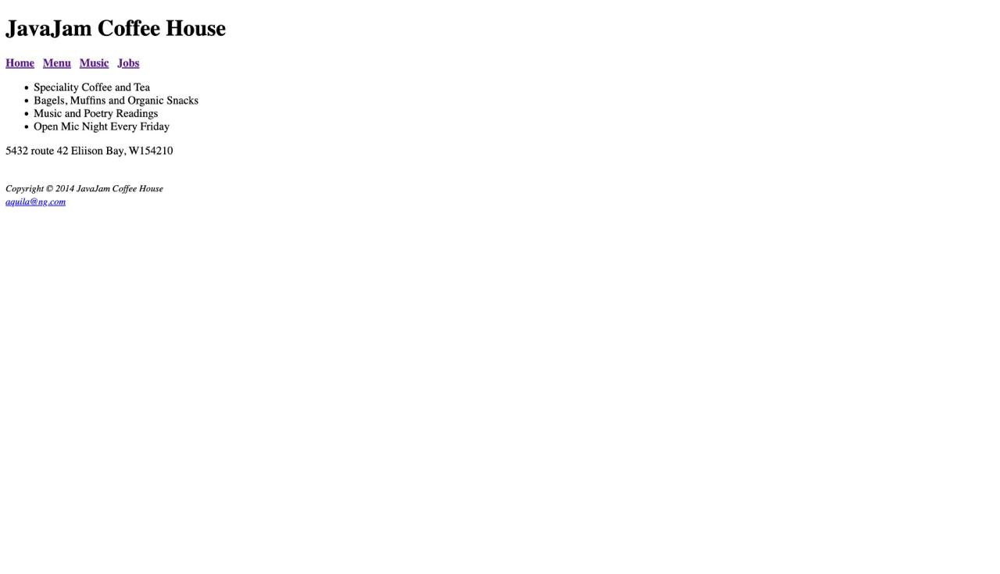 JavaJam Coffee House
Home Menu Music Jobs
• Speciality Coffee and Tea
• Bagels, Muffins and Organic Snacks
• Music and Poetry Readings
• Open Mic Night Every Friday
5432 route 42 Eliison Bay, W154210
Copyright © 2014 JavaJam Coffee House
aquila@ng.com